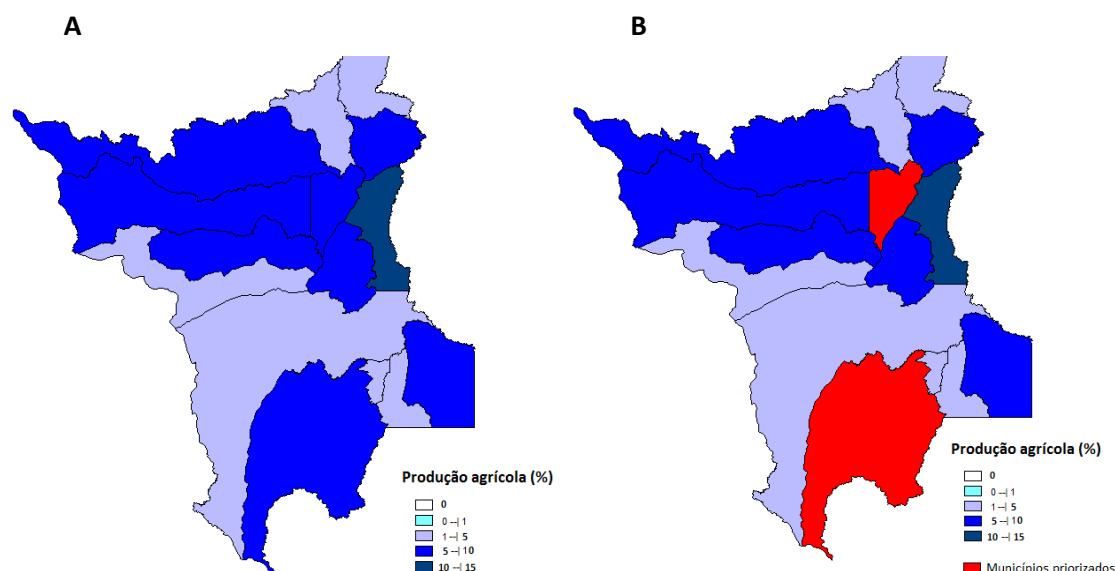 A
B
Produção agrícola (%)
0
0 --| 1
1 --| 5
5 --| 10
10 --| 15
Produção agrícola (%)
0
0 --| 1
1 --| 5
5 --| 10
10 --| 15
Municípios priorizados